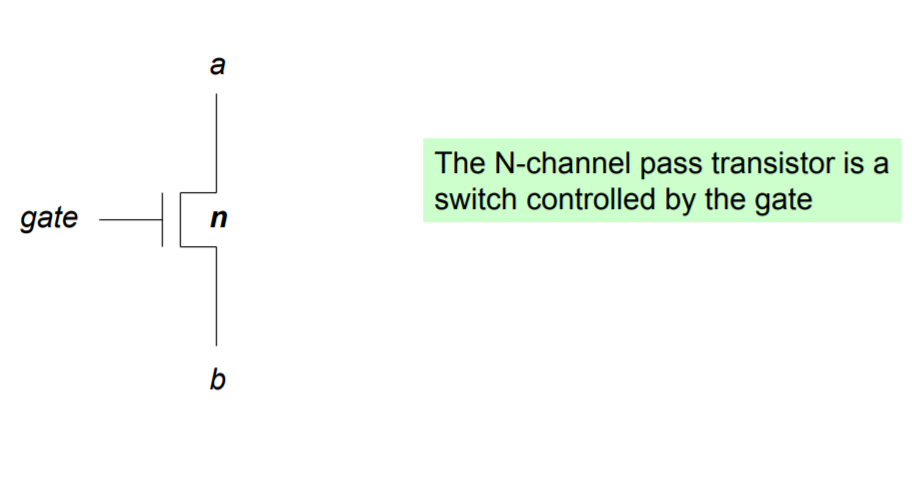 a
The N-channel pass transistor is a
switch controlled by the gate
gate
n
b